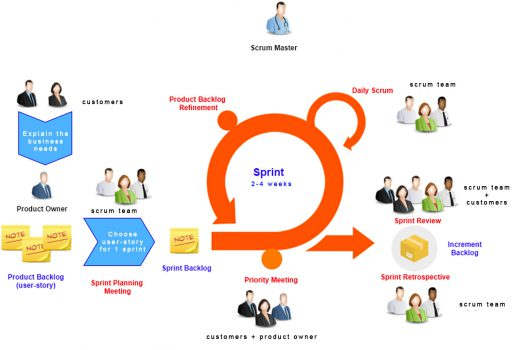 Scrum Master
Daily Scrum
scrum team
Product Backlog
Refinement
customers
Explain the
business
needs
Sprint
2-4 weeks
Product Owner
scrum team
scrum team
+
customers
Sprint Review
NOTE
NOTE
NOTE
Choose
user-story
for 1 sprint
NOTE
Increment
Backlog
Product Backlog
(user-story)
Sprint Planning
Meeting
Sprint Backlog
Priority Meeting
Sprint Retrospective
scrum team
customers + product owner